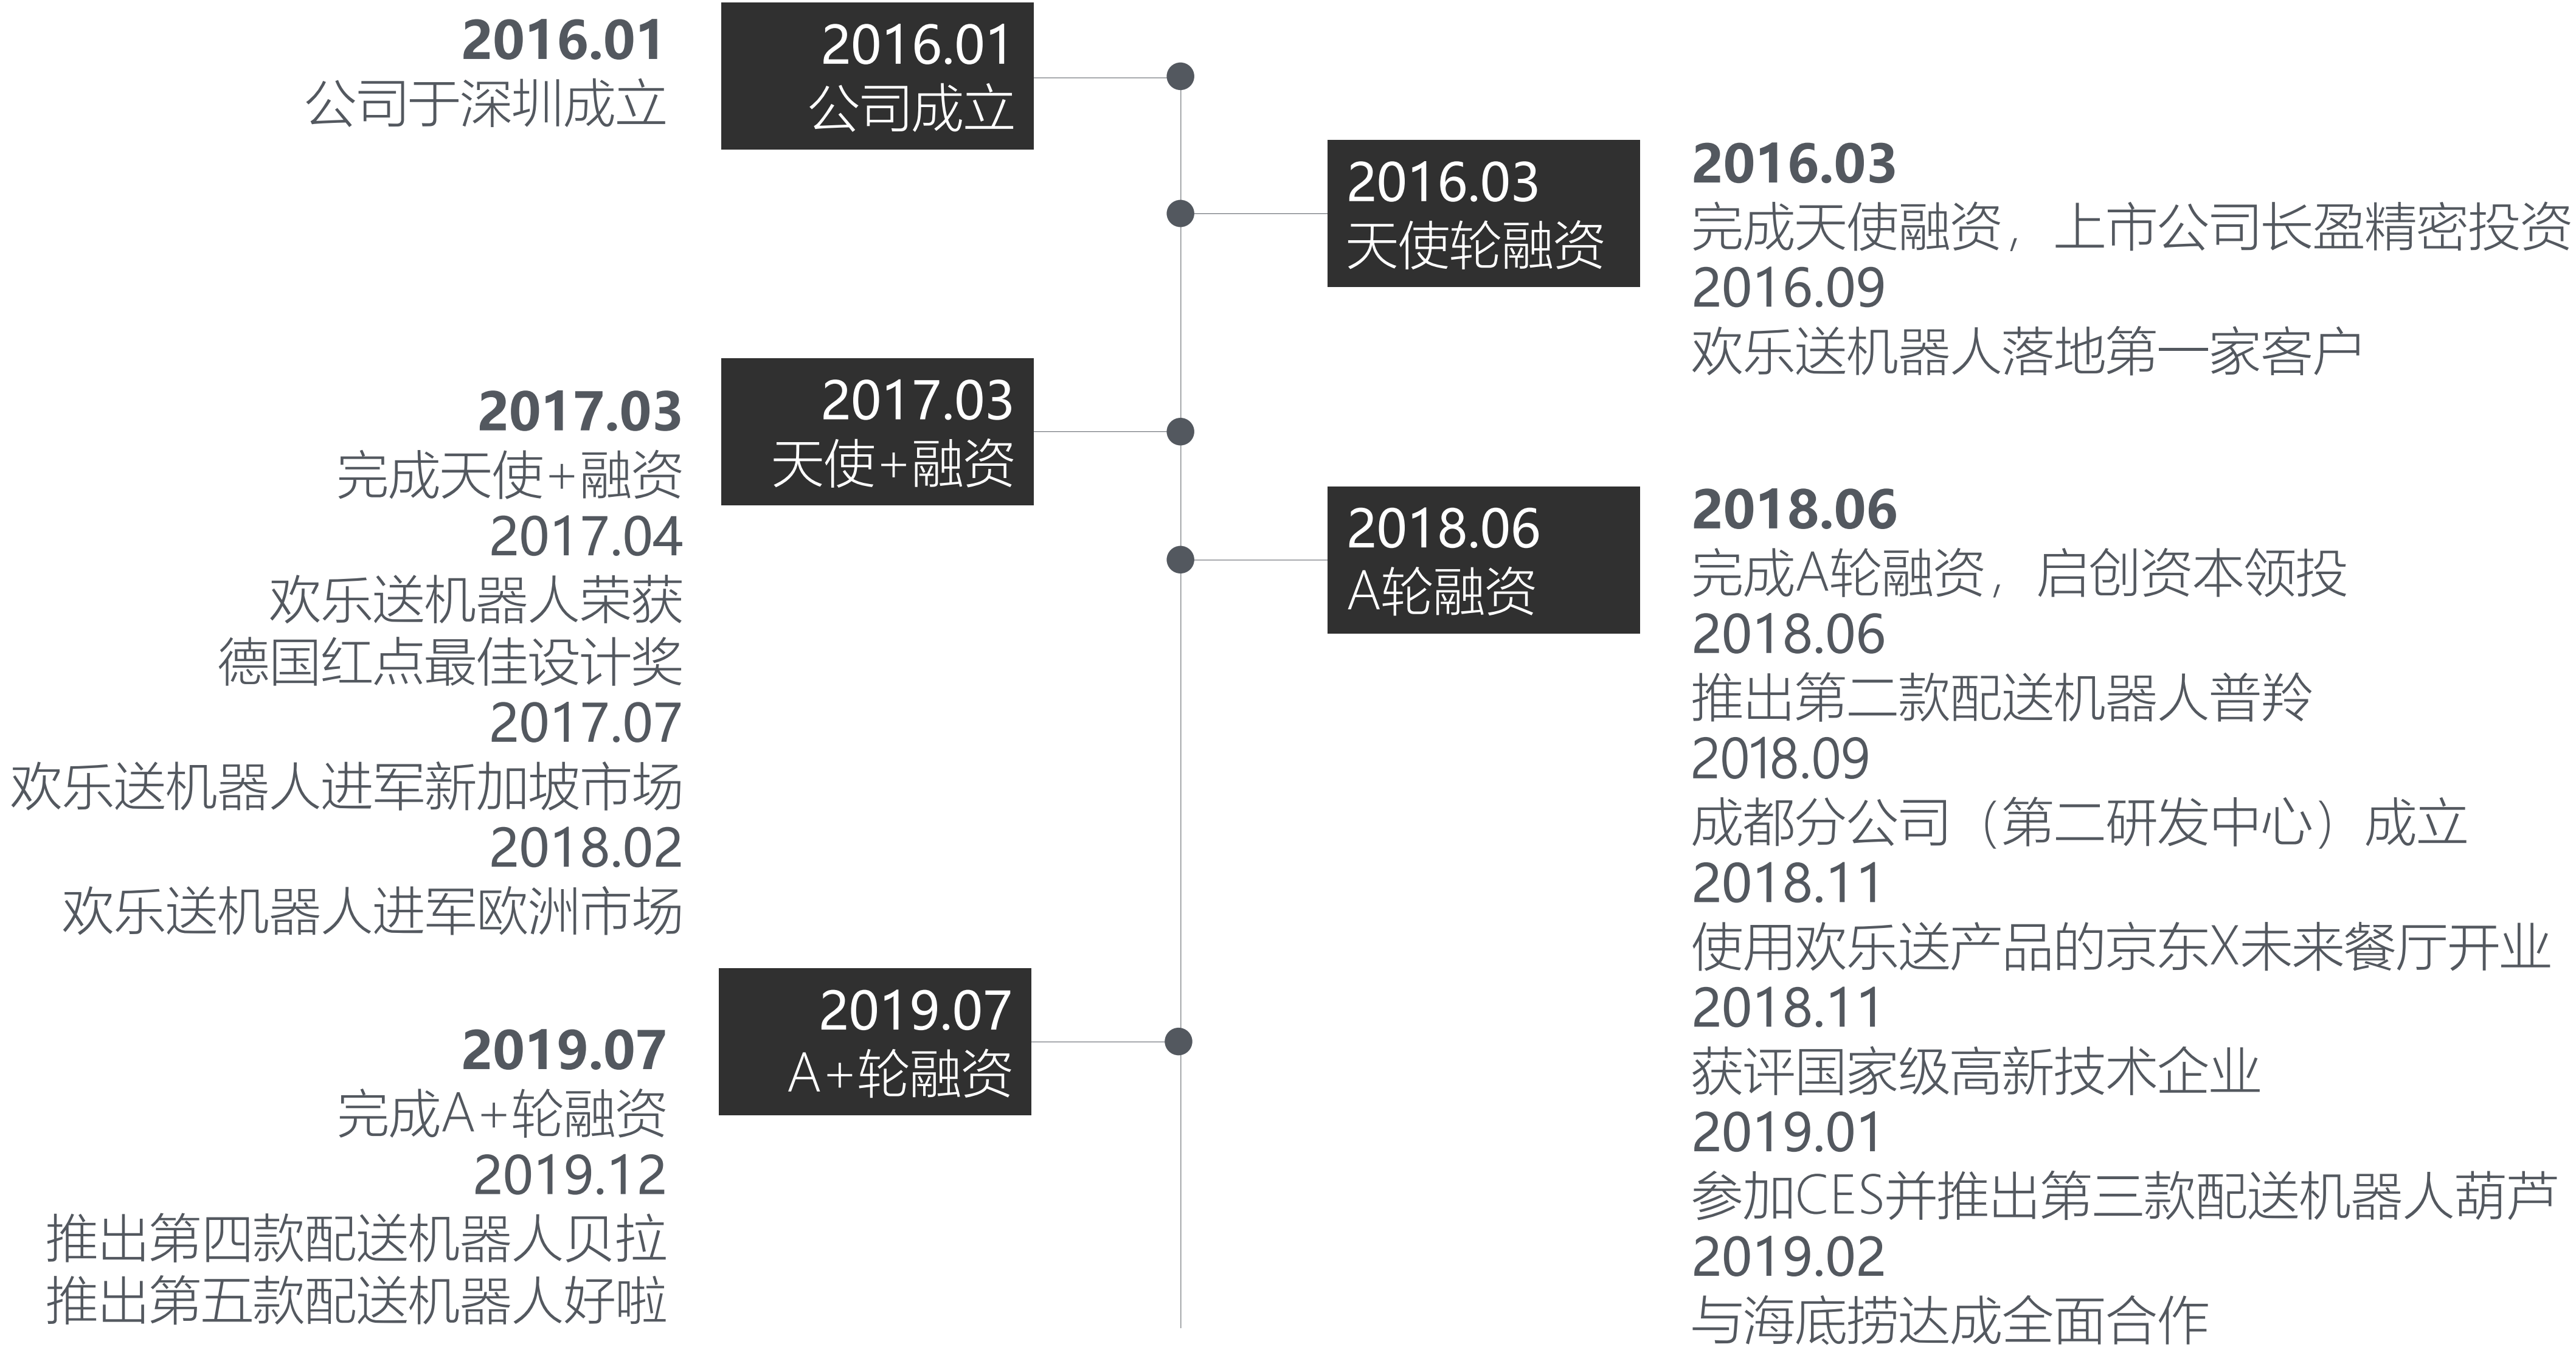 2016.01
公司于深圳成立
2016.01
公司成立
2016.03
天使轮融资
2016.03
完成天使融资，上市公司长盈精密投资
2016.09
欢乐送机器人落地第一家客户
2017.03
完成天使+融资
2017.04
欢乐送机器人荣获
德国红点最佳设计奖
2017.07
欢乐送机器人进军新加坡市场
2018.02
欢乐送机器人进军欧洲市场
2017.03
天使+融资
2018.06
A轮融资
2018.06
完成A轮融资，启创资本领投
2018.06
推出第二款配送机器人普羚
2018.09
成都分公司（第二研发中心）成立
2018.11
使用欢乐送产品的京东X未来餐厅开业
2018.11
获评国家级高新技术企业
2019.01
参加CES并推出第三款配送机器人葫芦
2019.02
与海底捞达成全面合作
2019.07
完成A+轮融资
2019.12
推出第四款配送机器人贝拉
推出第五款配送机器人好啦
2019.07
A+轮融资